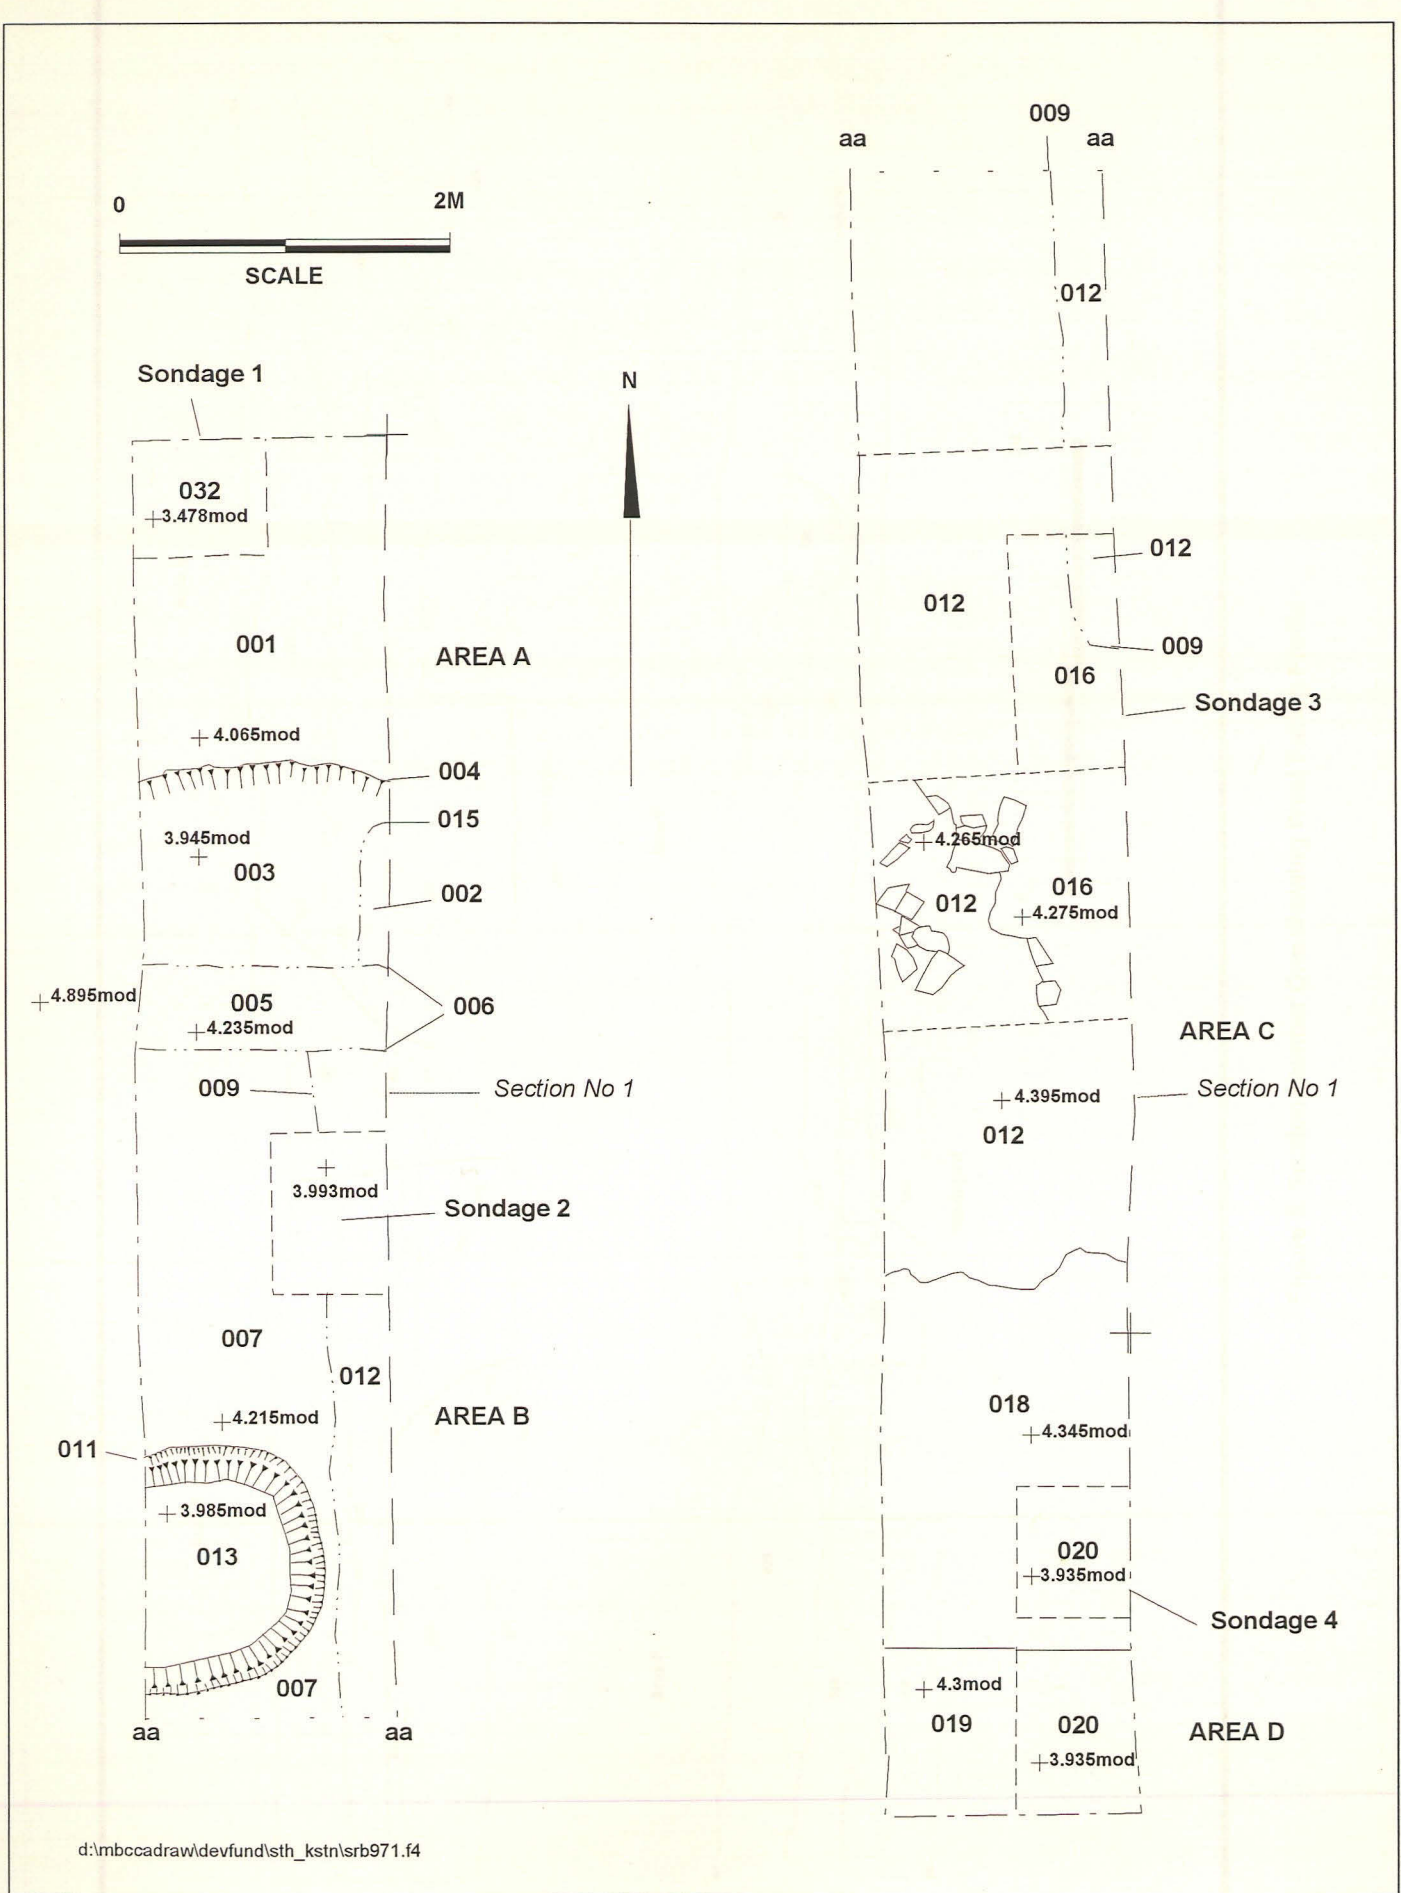 0
2M
SCALE
Sondage 1
032
3.478mod
001
AREA A
4.065mod
004
015
3.945mod
003
002
4.895mod
005
006
4.235mod
009
Section No 1
3.993mod
Sondage 2
007
012
4.215mod
AREA B
011
3.985mod
013
007
aa
aa
N
009
aa
aa
012
012
012
009
016
Sondage 3
4.265mod
016
012
4.275mod
AREA C
4.395mod
Section No 1
012
018
4.345mod
020
3.935mod
Sondage 4
4.3mod
019
020
AREA D
3.935mod
d:\mbccadraw\devfund\sth_kstn\srb971.f4